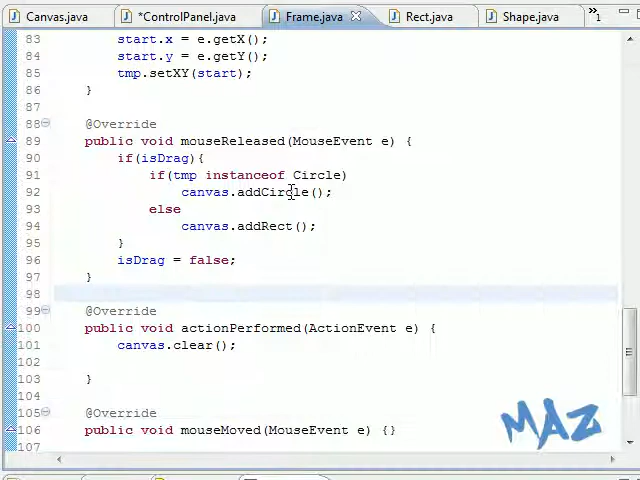 Canvas.java *ControlPanel.java Frame.java Rect.java Shape.java »1
83 start.x = e.getX();
84 start.y = e.getY();
85 tmp.setXY(start);
86 }
87
88 @Override
89 public void mouseReleased(MouseEvent e) {
90 if(isDrag){
91 if(tmp instanceof Circle)
92 canvas.addCircle();
93 else
94 canvas.addRect();
95 }
96 isDrag = false;
97 }
98
99 @Override
100 public void actionPerformed(ActionEvent e) {
101 canvas.clear();
102
103 }
104
105 @Override
106 public void mouseMoved(MouseEvent e) {}
107
MAZ